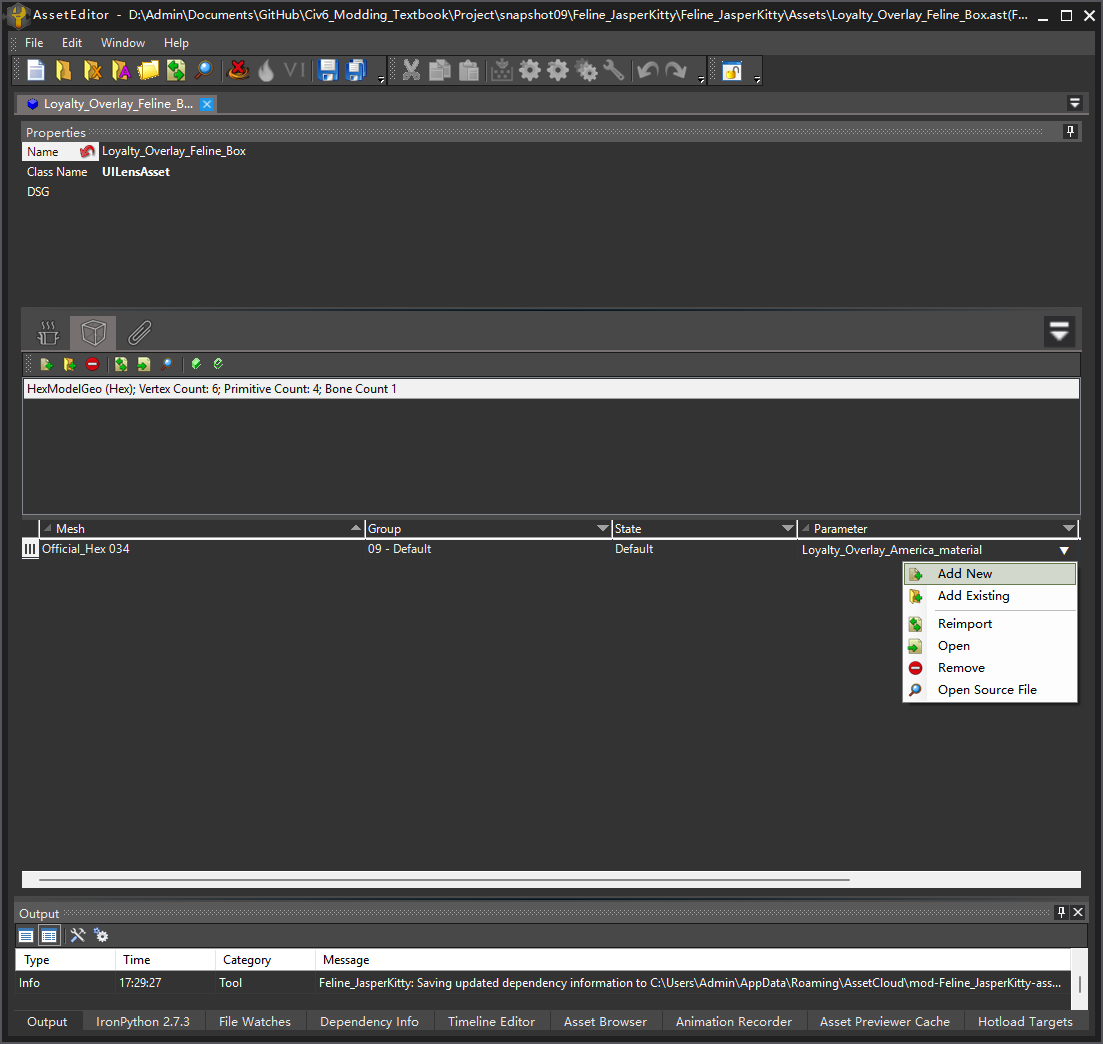 AssetEditor - D:\Admin\Documents\GitHub\Civ6_Modding_Textbook\Project\snapshot09\Feline_JasperKitty\Feline_JasperKitty\Assets\Loyalty_Overlay_Feline_Box.ast(F...
File Edit Window Help
VI
Loyalty_Overlay_Feline_B...
Properties
Name Loyalty_Overlay_Feline_Box
Class Name UILensAsset
DSG
HexModelGeo (Hex); Vertex Count: 6; Primitive Count: 4; Bone Count 1
Mesh Group State Parameter
Official_Hex 034 09 - Default Default Loyalty_Overlay_America_material
Add New
Add Existing
Reimport
Open
Remove
Open Source File
Output
Type Time Category Message
Info 17:29:27 Tool Feline_JasperKitty: Saving updated dependency information to C:\Users\Admin\AppData\Roaming\AssetCloud\mod-Feline_JasperKitty-ass...
Output IronPython 2.7.3 File Watches Dependency Info Timeline Editor Asset Browser Animation Recorder Asset Previewer Cache Hotload Targets